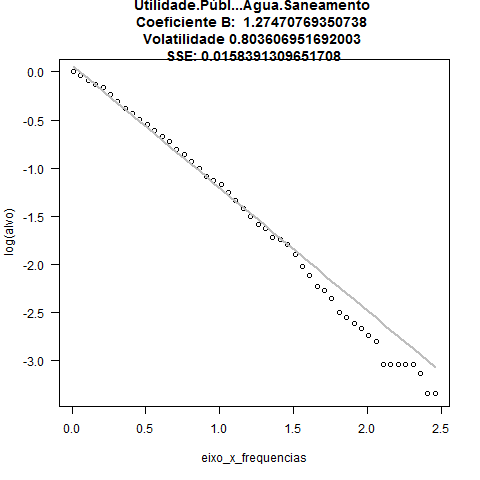 Utilidade.Públ...Água.Saneamento
Coeficiente B: 1.27470769350738
Volatilidade 0.803606951692003
SSE: 0.0158391309651708
0.0
-0.5
-1.0
-1.5
-2.0
-2.5
-3.0
log(alvo)
0.0 0.5 1.0 1.5 2.0 2.5
eixo_x_frequencias